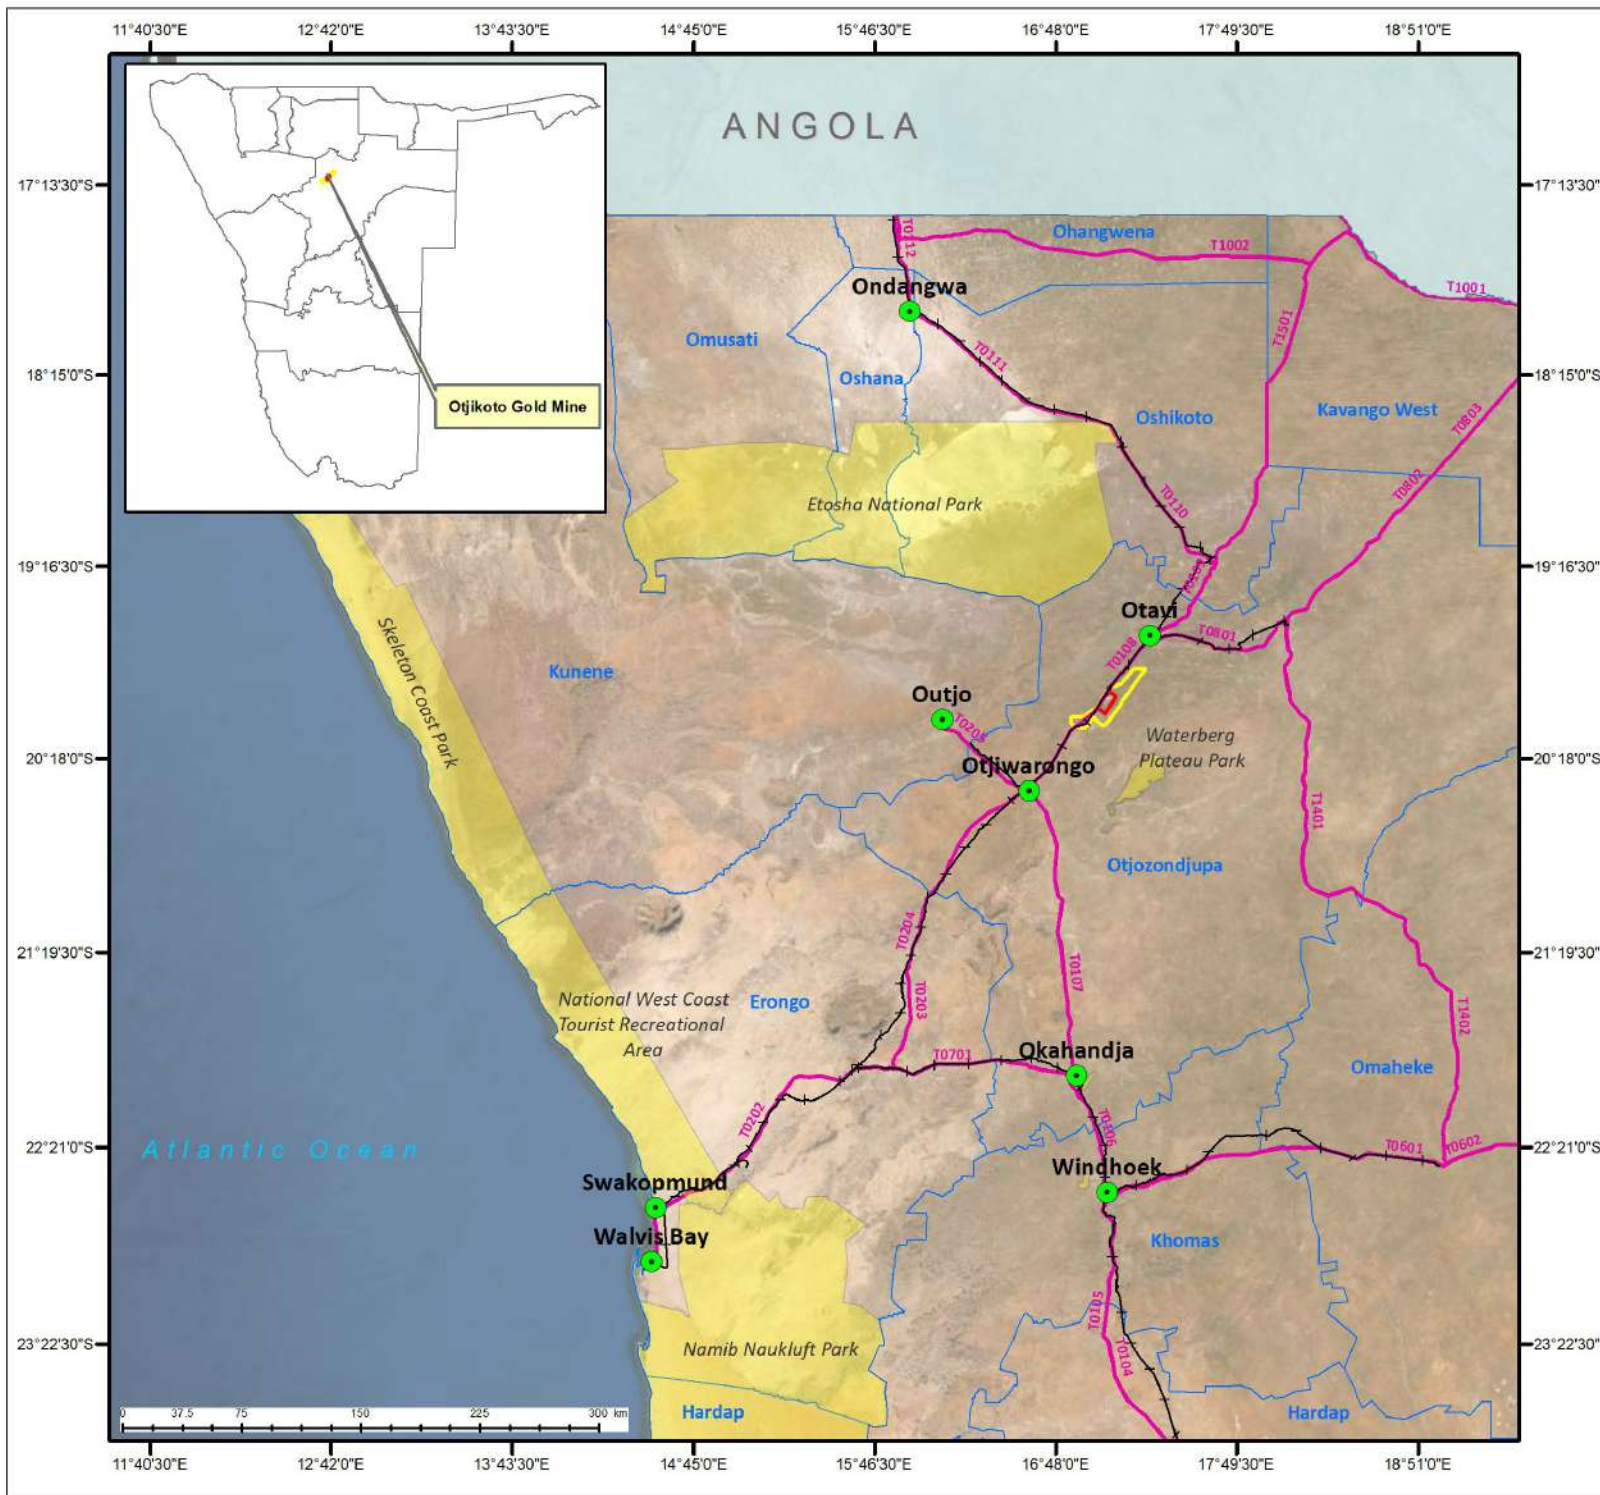 11°40'30"E 12°42'0"E 13°43'30"E 14°45'0"E 15°46'30"E 16°48'0"E 17°49'30"E 18°51'0"E
ANGOLA
17°13'30"S 17°13'30"S
T0112
Ohangwena
T1002
T1001
Ondangwa
T1501
Omusati
T0111
Oshana
18°15'0"S 18°15'0"S
Otjikoto Gold Mine
Oshikoto
Kavango West
T0803
T0802
Etosha National Park
T0110
19°16'30"S 19°16'30"S
Otavi
T0801
T0108
Skeleton Coast Park
Kunene
Outjo
T0205
Waterberg
Plateau Park
20°18'0"S 20°18'0"S
Otjiwarongo
T1401
Otjozondjupa
T0204
21°19'30"S 21°19'30"S
T0107
T0203
National West Coast
Tourist Recreational
Area
Erongo
T1402
Okahandja
T0701
Omaheke
T0202
T0106
Atlantic Ocean
22°21'0"S 22°21'0"S
T0601
T0602
Windhoek
Swakopmund
Walvis Bay
Khomas
T0105
23°22'30"S 23°22'30"S
Namib Naukluft Park
T0104
0 37.5 75 150 225 300 km
Hardap
Hardap
11°40'30"E 12°42'0"E 13°43'30"E 14°45'0"E 15°46'30"E 16°48'0"E 17°49'30"E 18°51'0"E